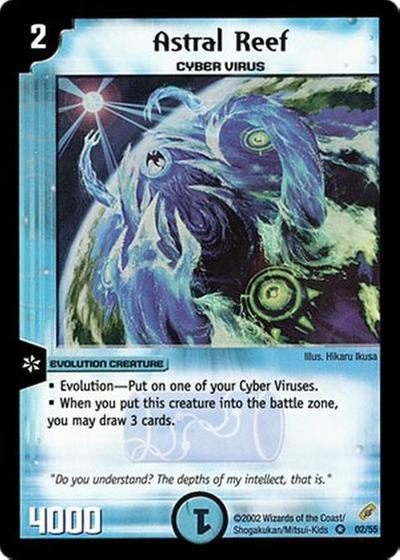 2
Astral Reef
CYBER VIRUS
Illus. Hikaru Ikusa
EVOLUTION CREATURE
▪ Evolution—Put on one of your Cyber Viruses.
▪ When you put this creature into the battle zone,
you may draw 3 cards.
"Do you understand? The depths of my intellect, that is."
4000
1
©2002 Wizards of the Coast/
Shogakukan/Mitsui-Kids ✪ 02/55